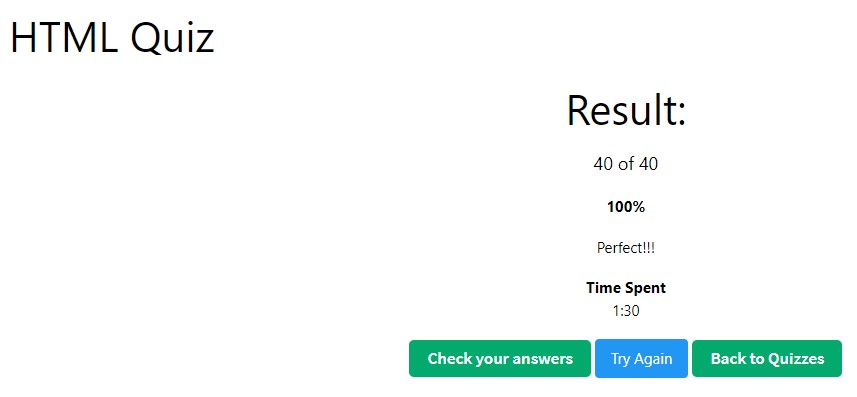 HTML Quiz
Result:
40 of 40
100%
Perfect!!!
Time Spent
1:30
Check your answers Try Again Back to Quizzes